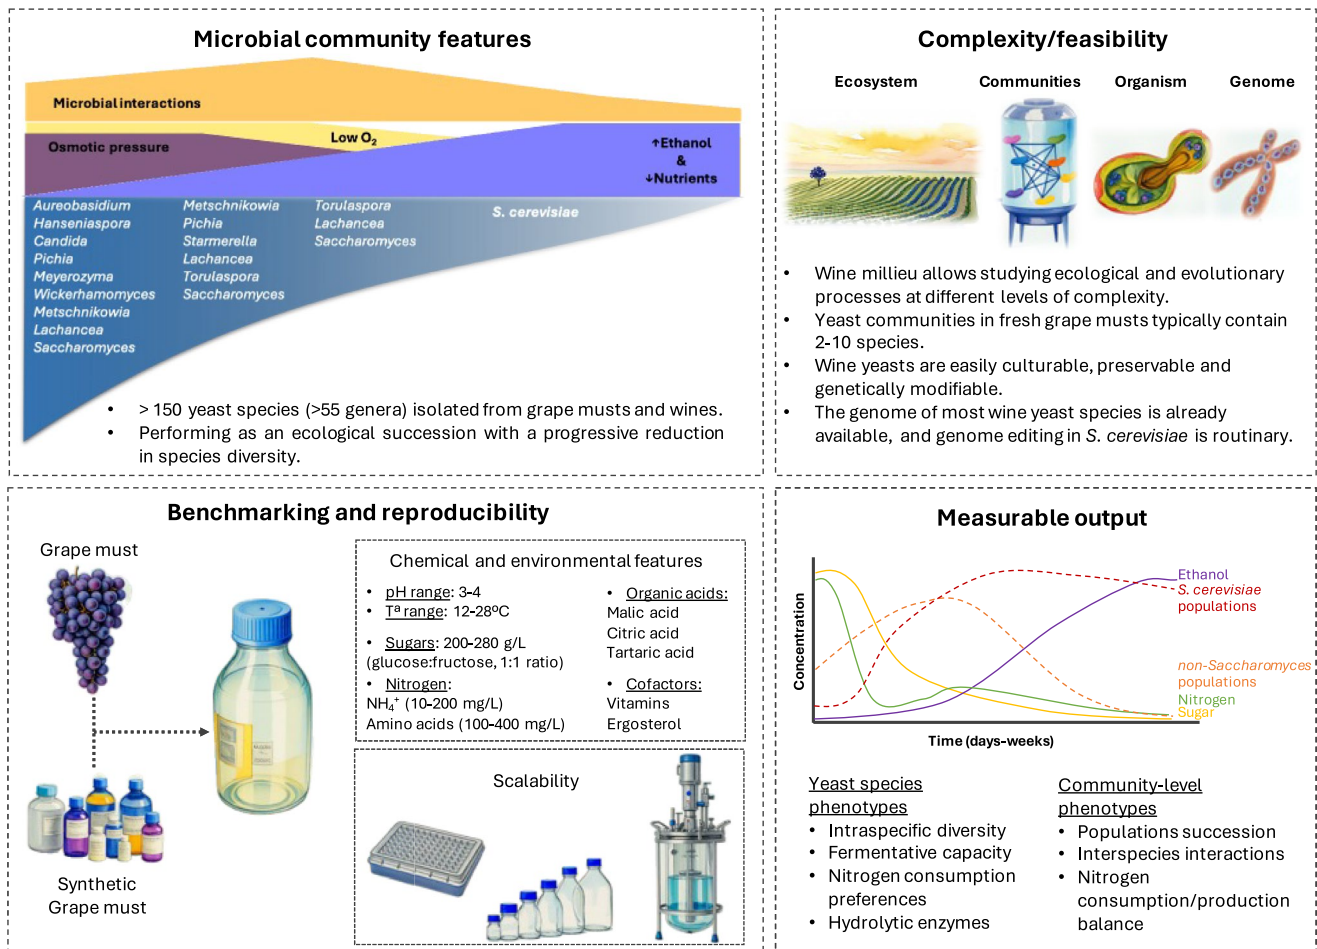 Microbial community features
Microbial interactions
Low O2
Osmotic pressure
↑Ethanol
&
↓Nutrients
Aureobasidium
Hanseniaspora
Candida
Pichia
Meyerozyma
Wickerhamomyces
Metschnikowia
Lachancea
Saccharomyces
Metschnikowia
Pichia
Starmerella
Lachancea
Torulaspora
Saccharomyces
Torulaspora
Lachancea
Saccharomyces
S. cerevisiae
• > 150 yeast species (>55 genera) isolated from grape musts and wines.
• Performing as an ecological succession with a progressive reduction
in species diversity.
Complexity/feasibility
Ecosystem
Communities
Organism
Genome
• Wine millieu allows studying ecological and evolutionary
processes at different levels of complexity.
• Yeast communities in fresh grape musts typically contain
2-10 species.
• Wine yeasts are easily culturable, preservable and
genetically modifiable.
• The genome of most wine yeast species is already
available, and genome editing in S. cerevisiae is routinary.
Benchmarking and reproducibility
Grape must
Synthetic
Grape must
Chemical and environmental features
• pH range: 3-4
• Tª range: 12-28ºC
• Sugars: 200-280 g/L
(glucose:fructose, 1:1 ratio)
• Nitrogen:
NH4+ (10-200 mg/L)
Amino acids (100-400 mg/L)
• Organic acids:
Malic acid
Citric acid
Tartaric acid
• Cofactors:
Vitamins
Ergosterol
Scalability
Measurable output
Concentration
Time (days-weeks)
Ethanol
S. cerevisiae
populations
non-Saccharomyces
populations
Nitrogen
Sugar
Yeast species
phenotypes
• Intraspecific diversity
• Fermentative capacity
• Nitrogen consumption
preferences
• Hydrolytic enzymes
Community-level
phenotypes
• Populations succession
• Interspecies interactions
• Nitrogen
consumption/production
balance